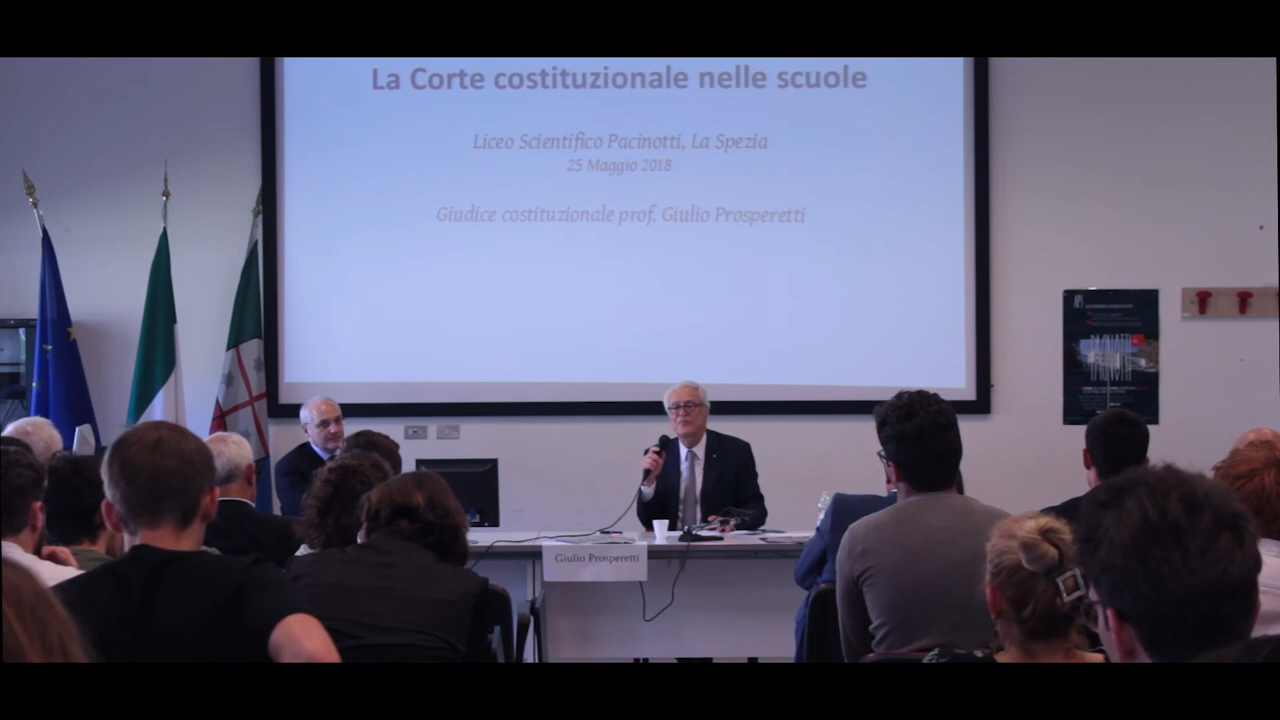 La Corte costituzionale nelle scuole
Liceo Scientifico Pacinotti, La Spezia
25 Maggio 2018
Giudice costituzionale prof. Giulio Prosperetti
PACINOTTI
Giulio Prosperetti